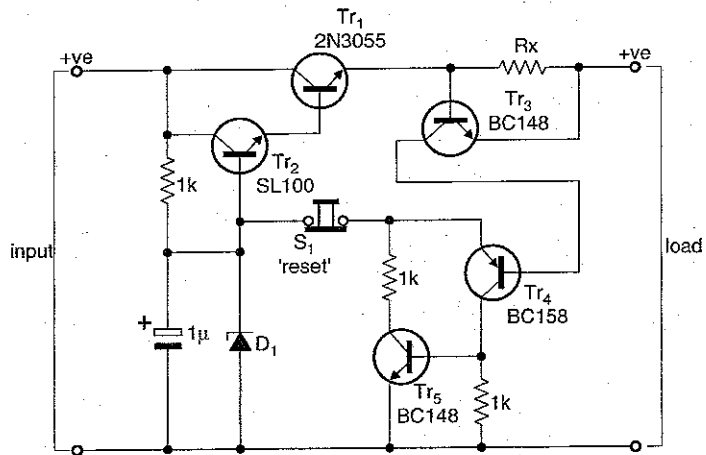 Tr1
2N3055
+ve
Rx
+ve
Tr3
BC148
Tr2
SL100
1k
input
S1
'reset'
1k
Tr4
BC158
load
+
1μ
D1
Tr5
BC148
1k